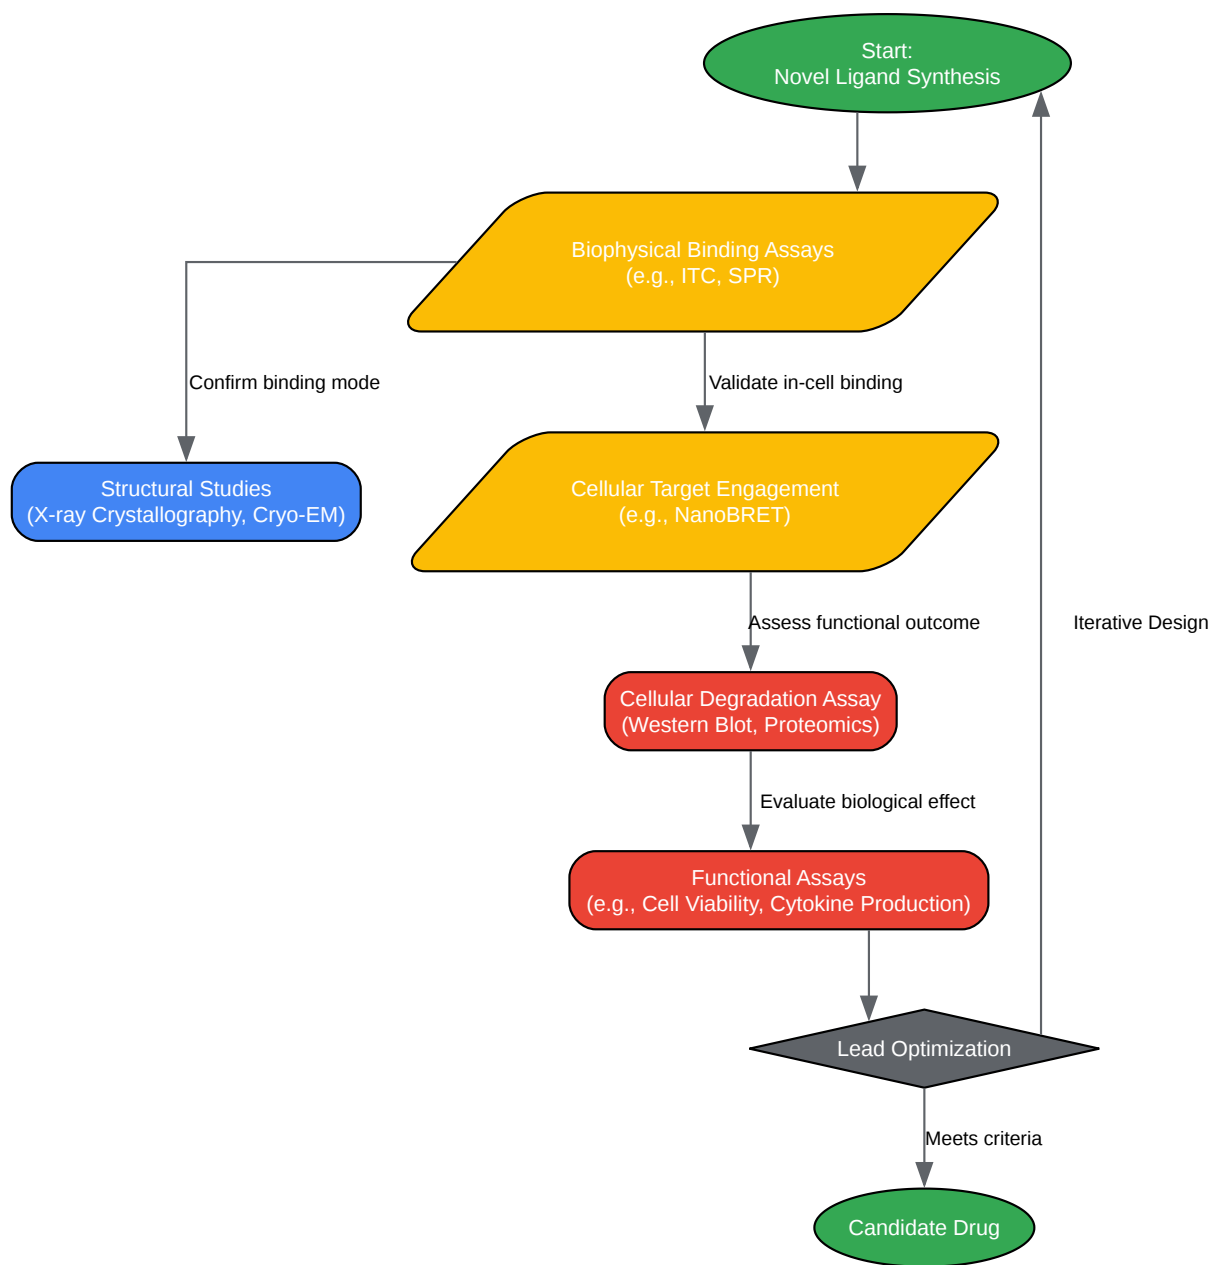 Start:
Novel Ligand Synthesis
Biophysical Binding Assays
(e.g., ITC, SPR)
Confirm binding mode
Validate in-cell binding
Structural Studies
(X-ray Crystallography, Cryo-EM)
Cellular Target Engagement
(e.g., NanoBRET)
Assess functional outcome
Iterative Design
Cellular Degradation Assay
(Western Blot, Proteomics)
Evaluate biological effect
Functional Assays
(e.g., Cell Viability, Cytokine Production)
Lead Optimization
Meets criteria
Candidate Drug